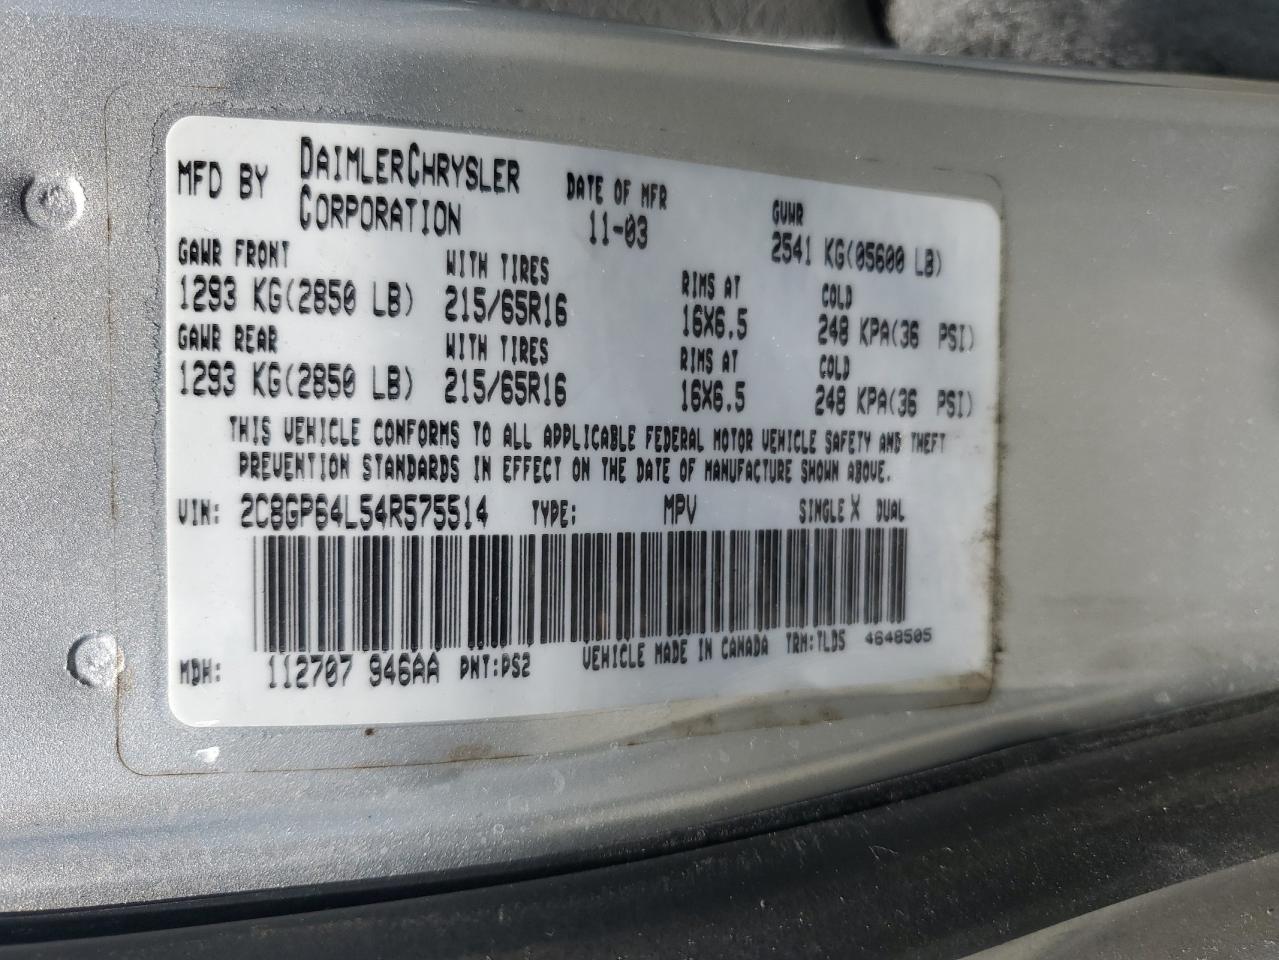 MFD BY DAIMLERCHRYSLER CORPORATION DATE OF MFR 11-03 GVWR 2541 KG(05600 LB)
GAWR FRONT WITH TIRES RIMS AT COLD
1293 KG(2850 LB) 215/65R16 16X6.5 248 KPA(36 PSI)
GAWR REAR WITH TIRES RIMS AT COLD
1293 KG(2850 LB) 215/65R16 16X6.5 248 KPA(36 PSI)
THIS VEHICLE CONFORMS TO ALL APPLICABLE FEDERAL MOTOR VEHICLE SAFETY AND THEFT
PREVENTION STANDARDS IN EFFECT ON THE DATE OF MANUFACTURE SHOWN ABOVE.
VIN: 2C8GP64L54R575514 TYPE: MPV SINGLE X DUAL
MDH: 112707 946AA PNT:PS2 VEHICLE MADE IN CANADA TRM:TLDS 4648505